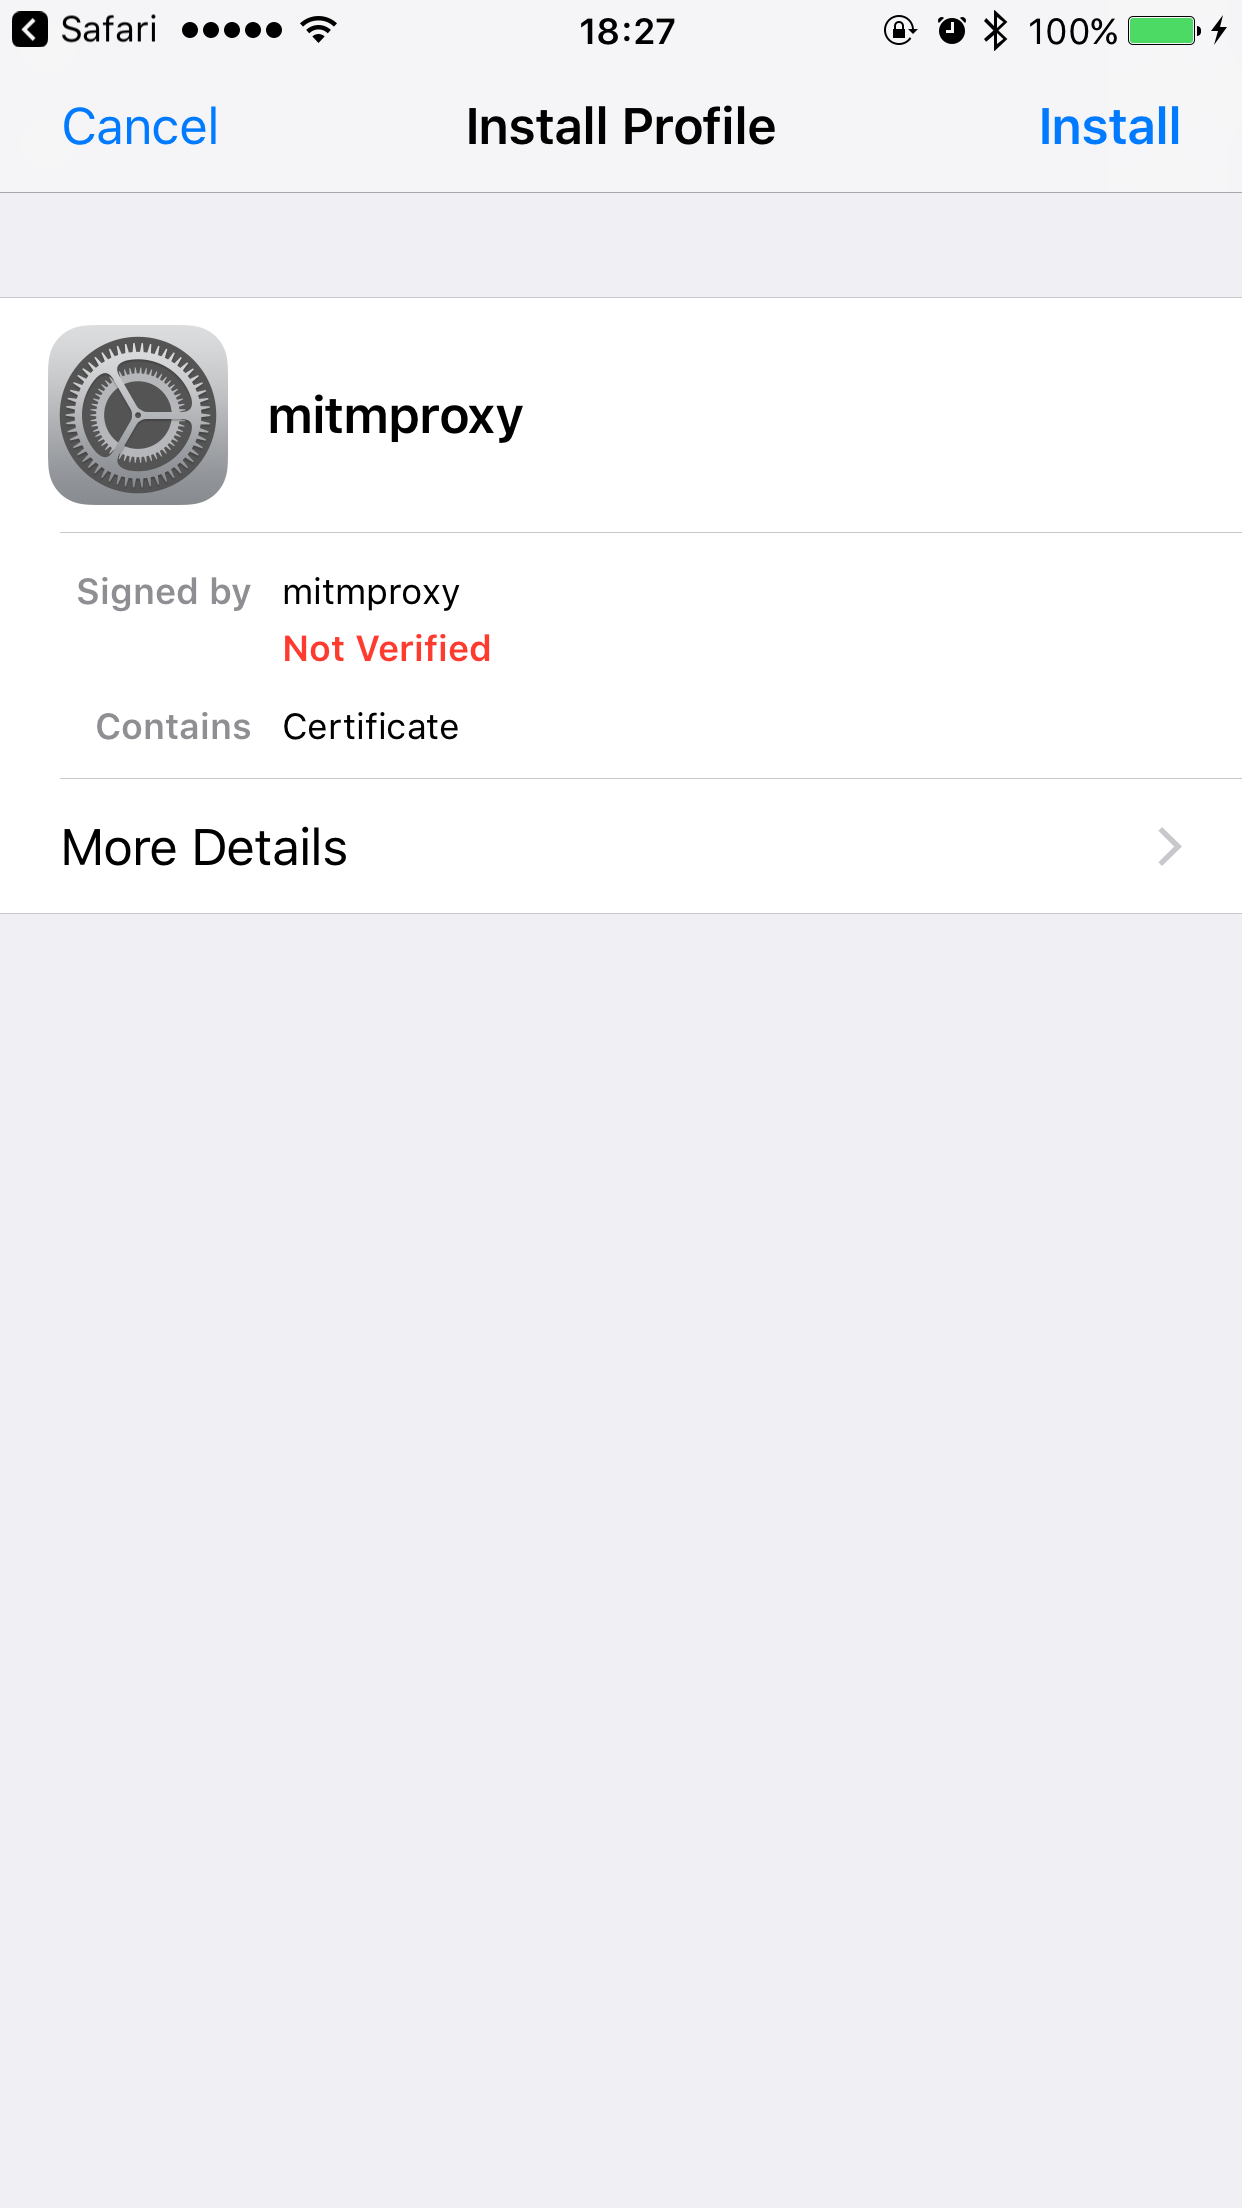 Safari 18:27 100%
Cancel Install Profile Install
mitmproxy
Signed by mitmproxy
Not Verified
Contains Certificate
More Details